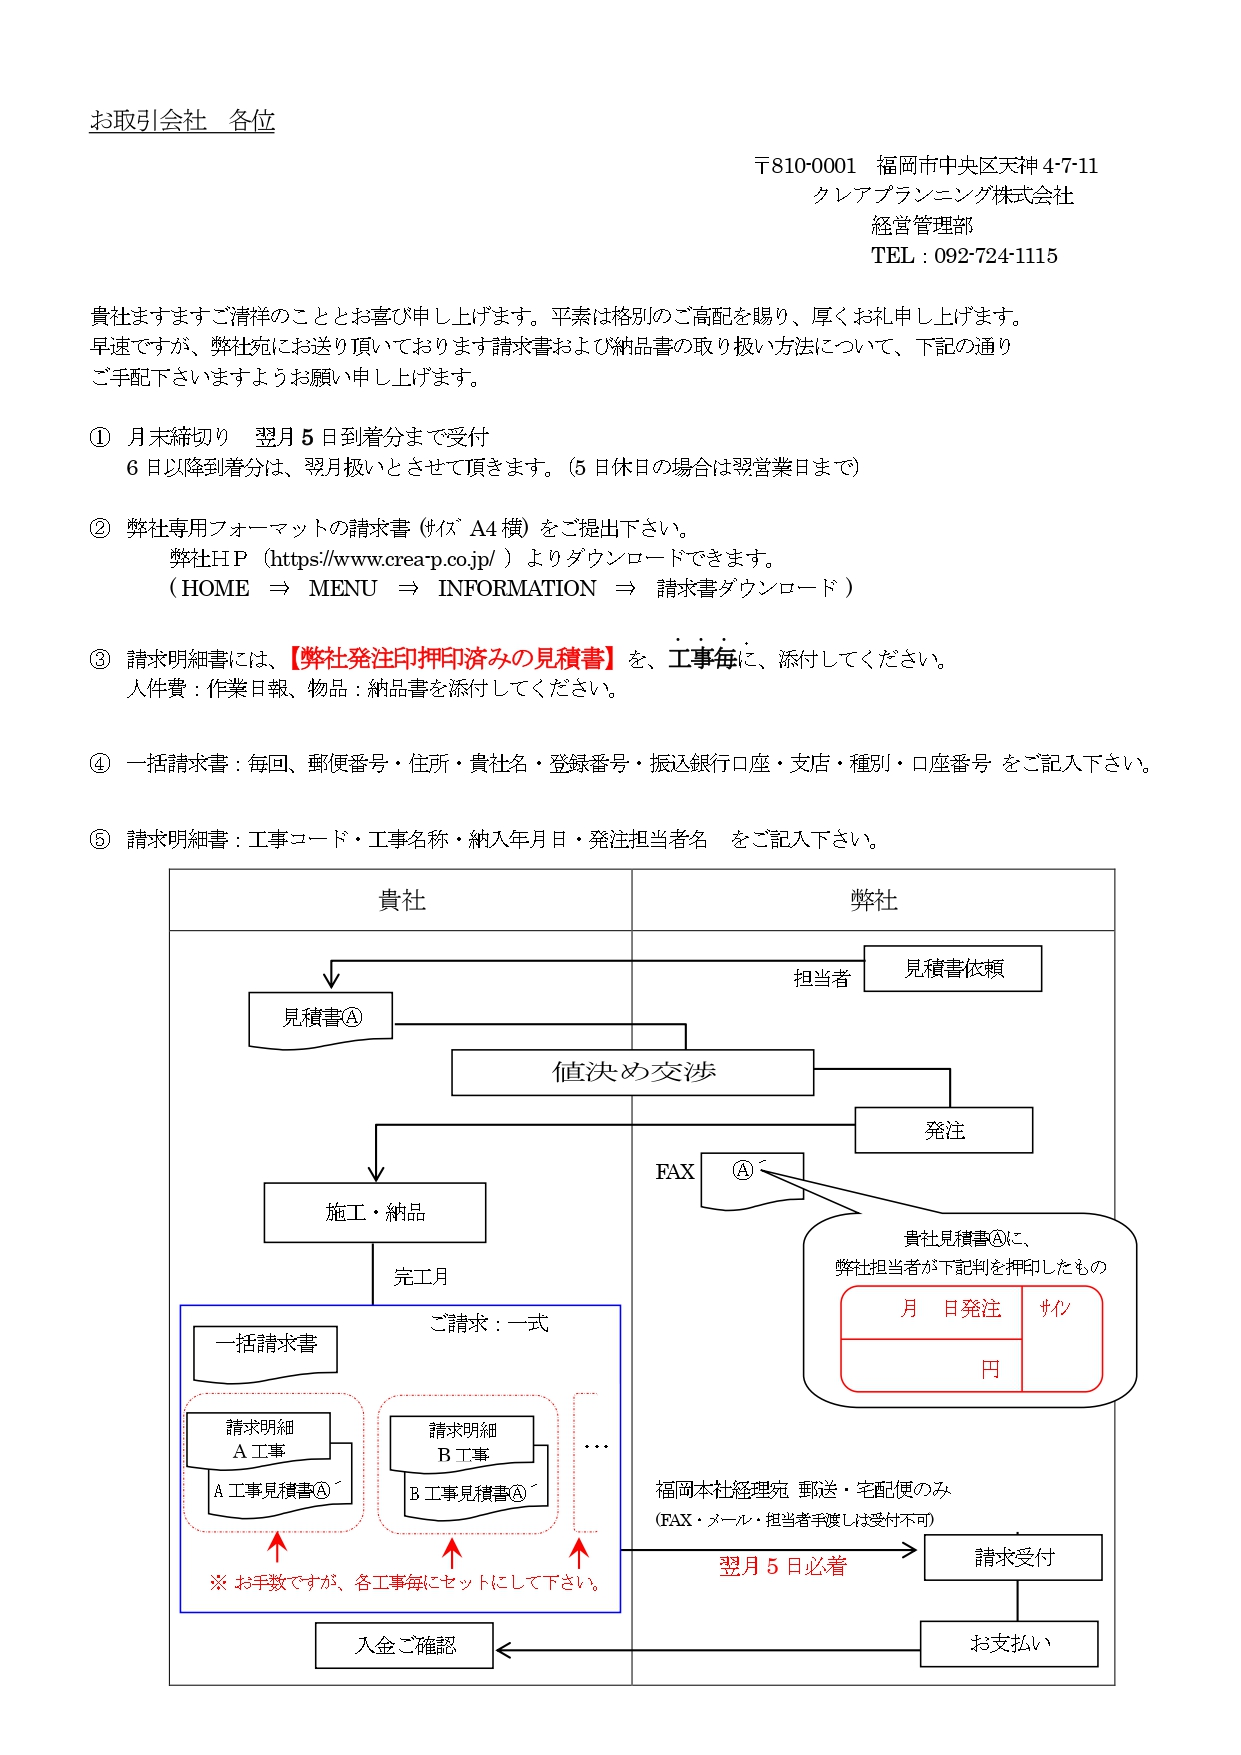 お取引会社　各位
〒810-0001　福岡市中央区天神 4-7-11
クレアプランニング株式会社
経営管理部
TEL：092-724-1115
貴社ますますご清祥のこととお喜び申し上げます。平素は格別のご高配を賜り、厚くお礼申し上げます。
早速ですが、弊社宛にお送り頂いております請求書および納品書の取り扱い方法について、下記の通り
ご手配下さいますようお願い申し上げます。
①　月末締切り　翌月 5 日到着分まで受付
6 日以降到着分は、翌月扱いとさせて頂きます。（5 日休日の場合は翌営業日まで）
②　弊社専用フォーマットの請求書（ｻｲｽﾞ A4 横）をご提出下さい。
弊社ＨＰ（https://www.crea-p.co.jp/ ）よりダウンロードできます。
( HOME　⇒　MENU　⇒　INFORMATION　⇒　請求書ダウンロード )
③　請求明細書には、【弊社発注印押印済みの見積書】を、工事毎に、添付してください。
人件費：作業日報、物品：納品書を添付してください。
④　一括請求書：毎回、郵便番号・住所・貴社名・登録番号・振込銀行口座・支店・種別・口座番号 をご記入下さい。
⑤　請求明細書：工事コード・工事名称・納入年月日・発注担当者名　をご記入下さい。
貴社　弊社
見積書依頼
担当者
見積書Ⓐ
値決め交渉
発注
FAX
Ⓐ´
施工・納品
貴社見積書Ⓐに、
弊社担当者が下記判を押印したもの
月　日発注　ｻｲﾝ
円
完工月
ご請求：一式
一括請求書
請求明細
A 工事
A 工事見積書Ⓐ´
請求明細
B 工事
B 工事見積書Ⓐ´
…
※ お手数ですが、各工事毎にセットにして下さい。
福岡本社経理宛 郵送・宅配便のみ
（FAX・メール・担当者手渡しは受付不可）
翌月 5 日必着
請求受付
お支払い
入金ご確認